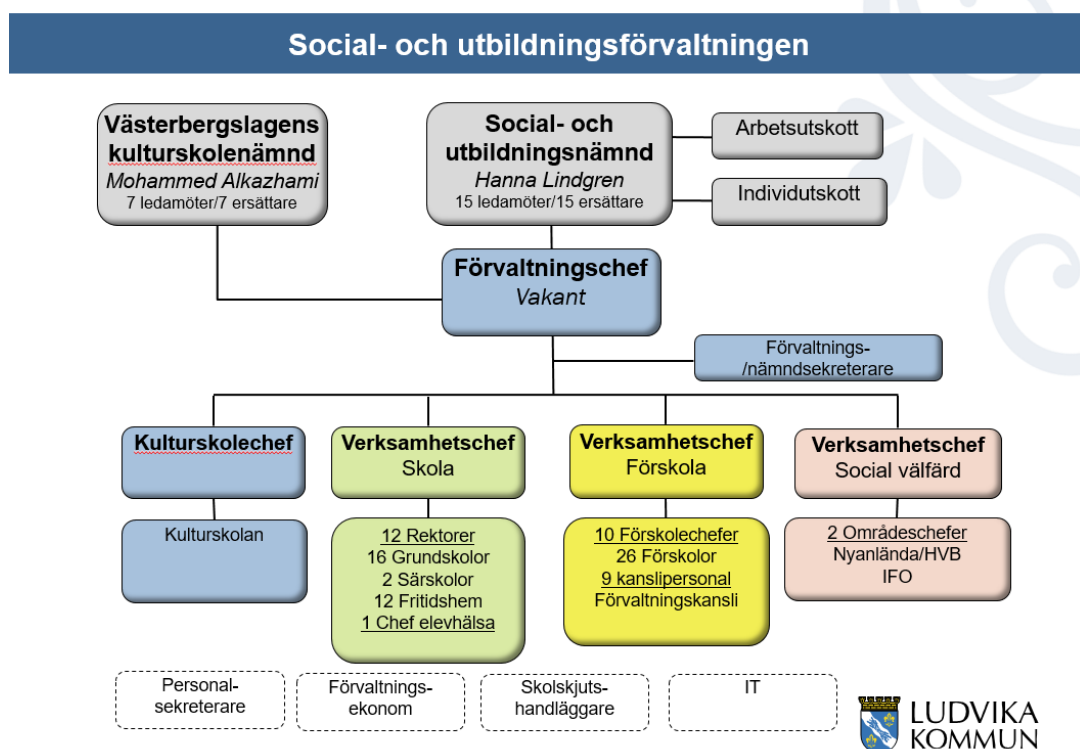 Social- och utbildningsförvaltningen
Västerbergslagens
kulturskolenämnd
Mohammed Alkazhami
7 ledamöter/7 ersättare
Social- och
utbildningsnämnd
Hanna Lindgren
15 ledamöter/15 ersättare
Arbetsutskott
Individutskott
Förvaltningschef
Vakant
Förvaltnings-
/nämndsekreterare
Kulturskolechef
Verksamhetschef
Skola
Verksamhetschef
Förskola
Verksamhetschef
Social välfärd
Kulturskolan
12 Rektorer
16 Grundskolor
2 Särskolor
12 Fritidshem
1 Chef elevhälsa
10 Förskolechefer
26 Förskolor
9 kanslipersonal
Förvaltningskansli
2 Områdeschefer
Nyanlända/HVB
IFO
Personal-
sekreterare
Förvaltnings-
ekonom
Skolskjuts-
handläggare
IT
LUDVIKA
KOMMUN